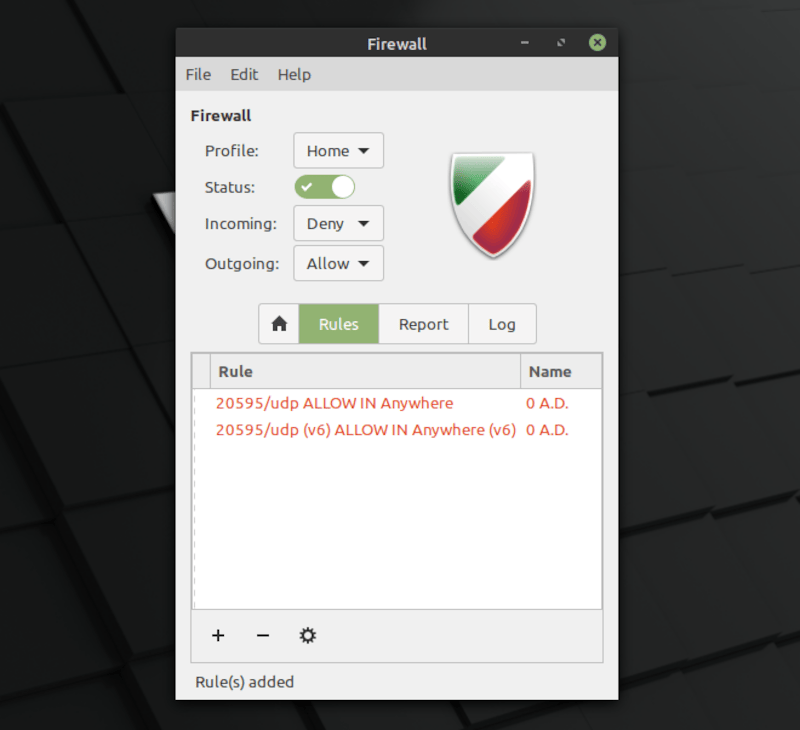 Firewall
File Edit Help
Firewall
Profile: Home
Status:
Incoming: Deny
Outgoing: Allow
Rules Report Log
Rule Name
20595/udp ALLOW IN Anywhere 0 A.D.
20595/udp (v6) ALLOW IN Anywhere (v6) 0 A.D.
Rule(s) added